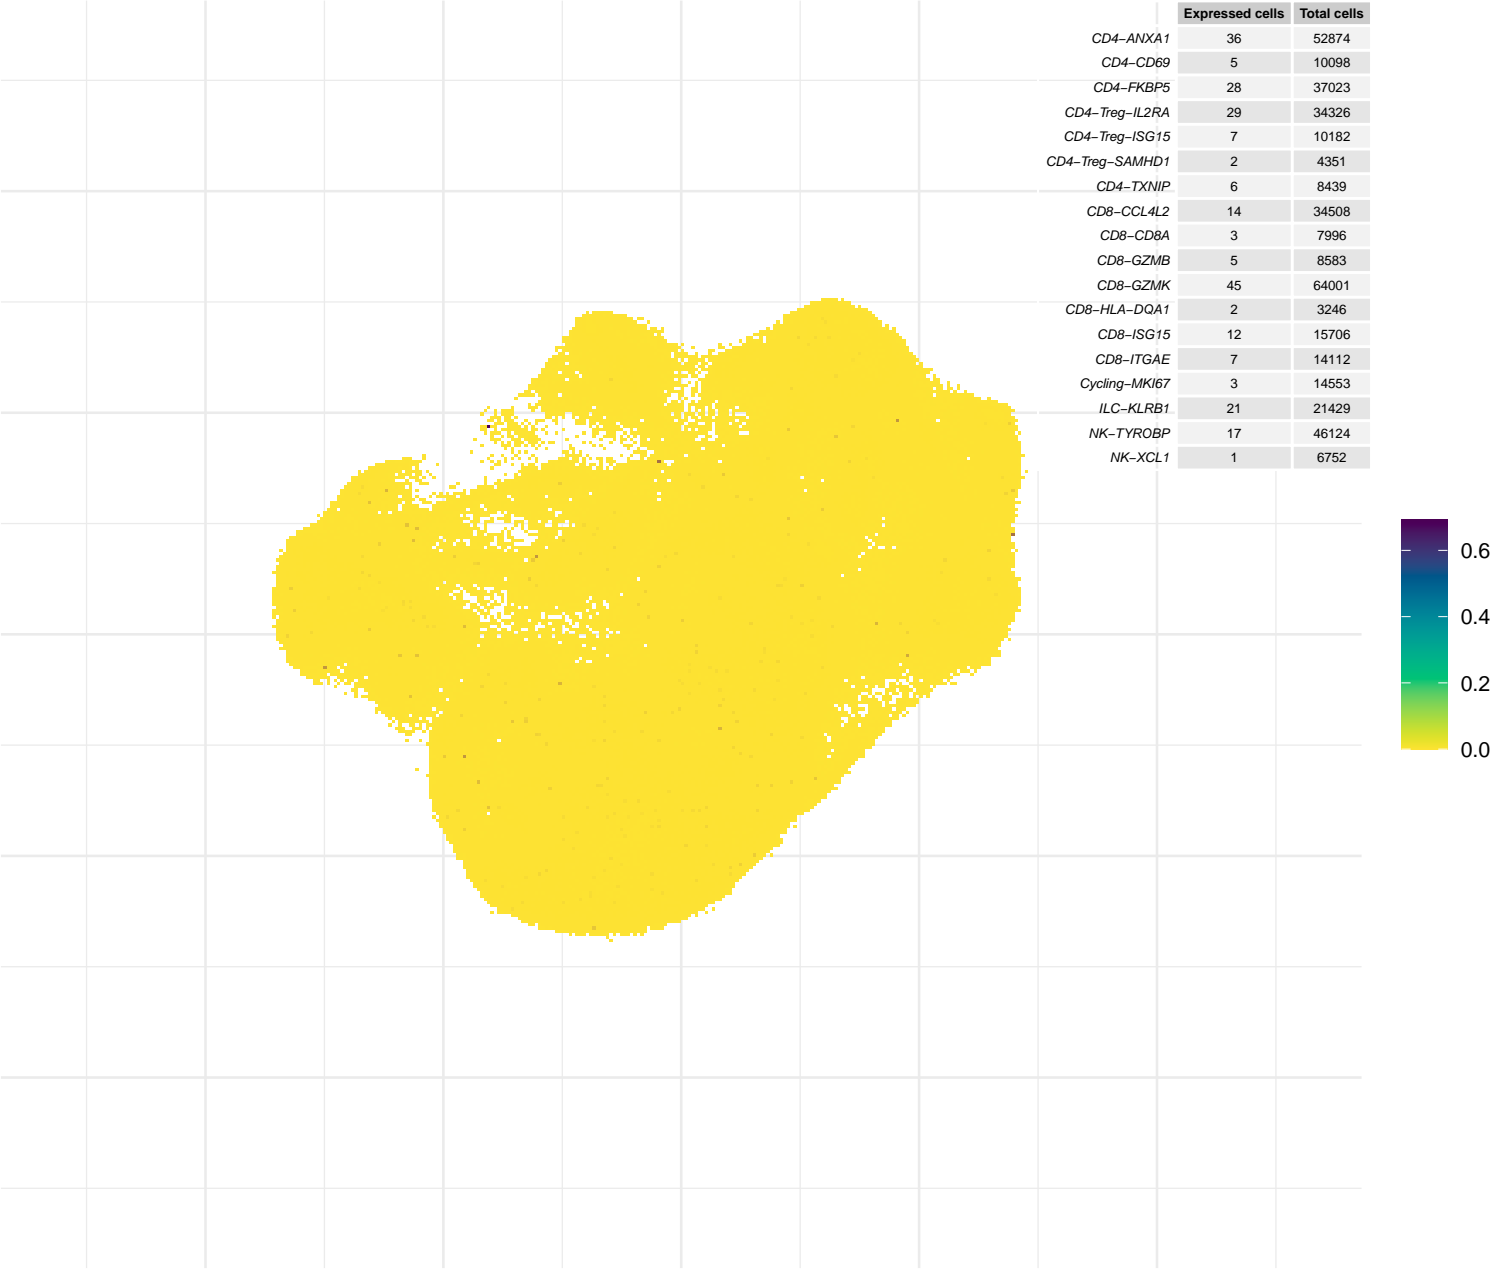 Expressed cells Total cells
CD4−ANXA1 36 52874
CD4−CD69 5 10098
CD4−FKBP5 28 37023
CD4−Treg−IL2RA 29 34326
CD4−Treg−ISG15 7 10182
CD4−Treg−SAMHD1 2 4351
CD4−TXNIP 6 8439
CD8−CCL4L2 14 34508
CD8−CD8A 3 7996
CD8−GZMB 5 8583
CD8−GZMK 45 64001
CD8−HLA−DQA1 2 3246
CD8−ISG15 12 15706
CD8−ITGAE 7 14112
Cycling−MKI67 3 14553
ILC−KLRB1 21 21429
NK−TYROBP 17 46124
NK−XCL1 1 6752
0.6
0.4
0.2
0.0